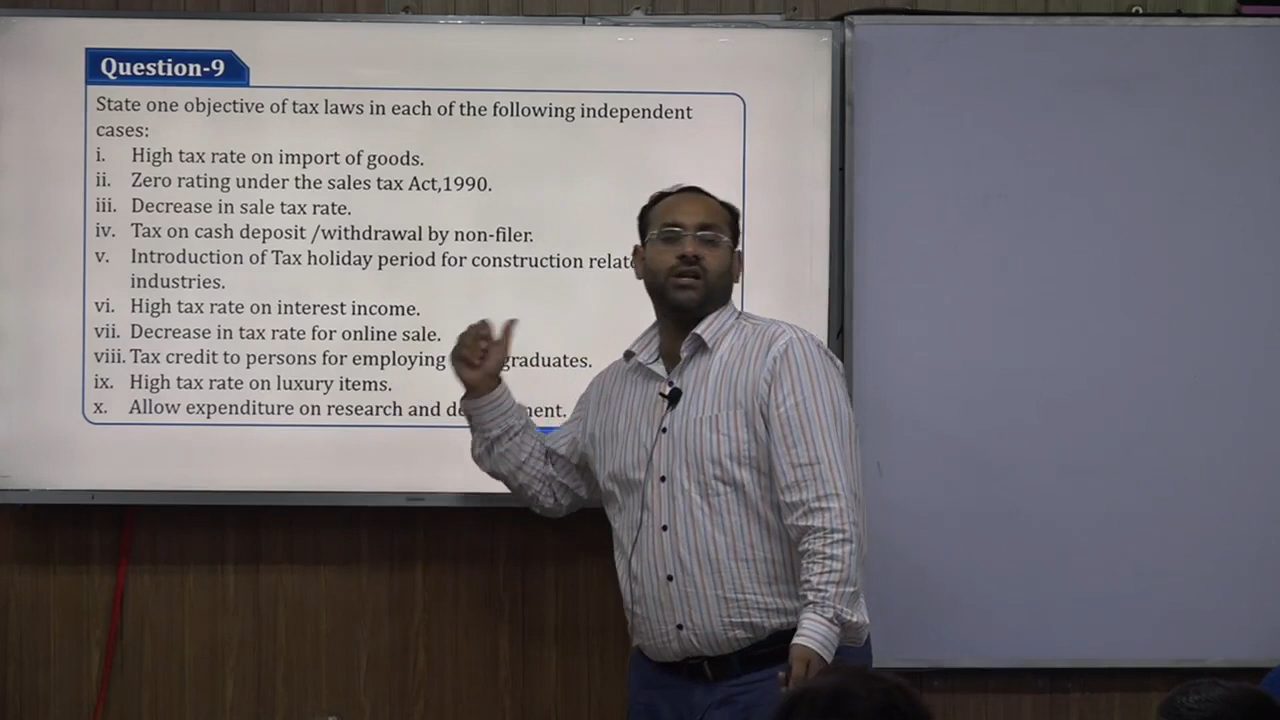 Question-9
State one objective of tax laws in each of the following independent
cases:
i. High tax rate on import of goods.
ii. Zero rating under the sales tax Act,1990.
iii. Decrease in sale tax rate.
iv. Tax on cash deposit /withdrawal by non-filer.
v. Introduction of Tax holiday period for construction
industries.
vi. High tax rate on interest income.
vii. Decrease in tax rate for online sale.
viii. Tax credit to persons for employing graduates.
ix. High tax rate on luxury items.
x. Allow expenditure on research and